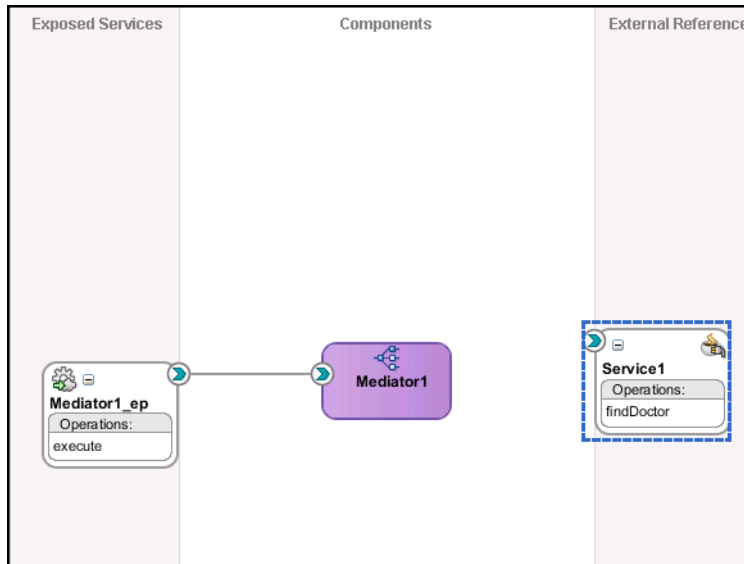 Exposed Services
Components
External Reference
Mediator1_ep
Operations:
execute
Mediator1
Service1
Operations:
findDoctor